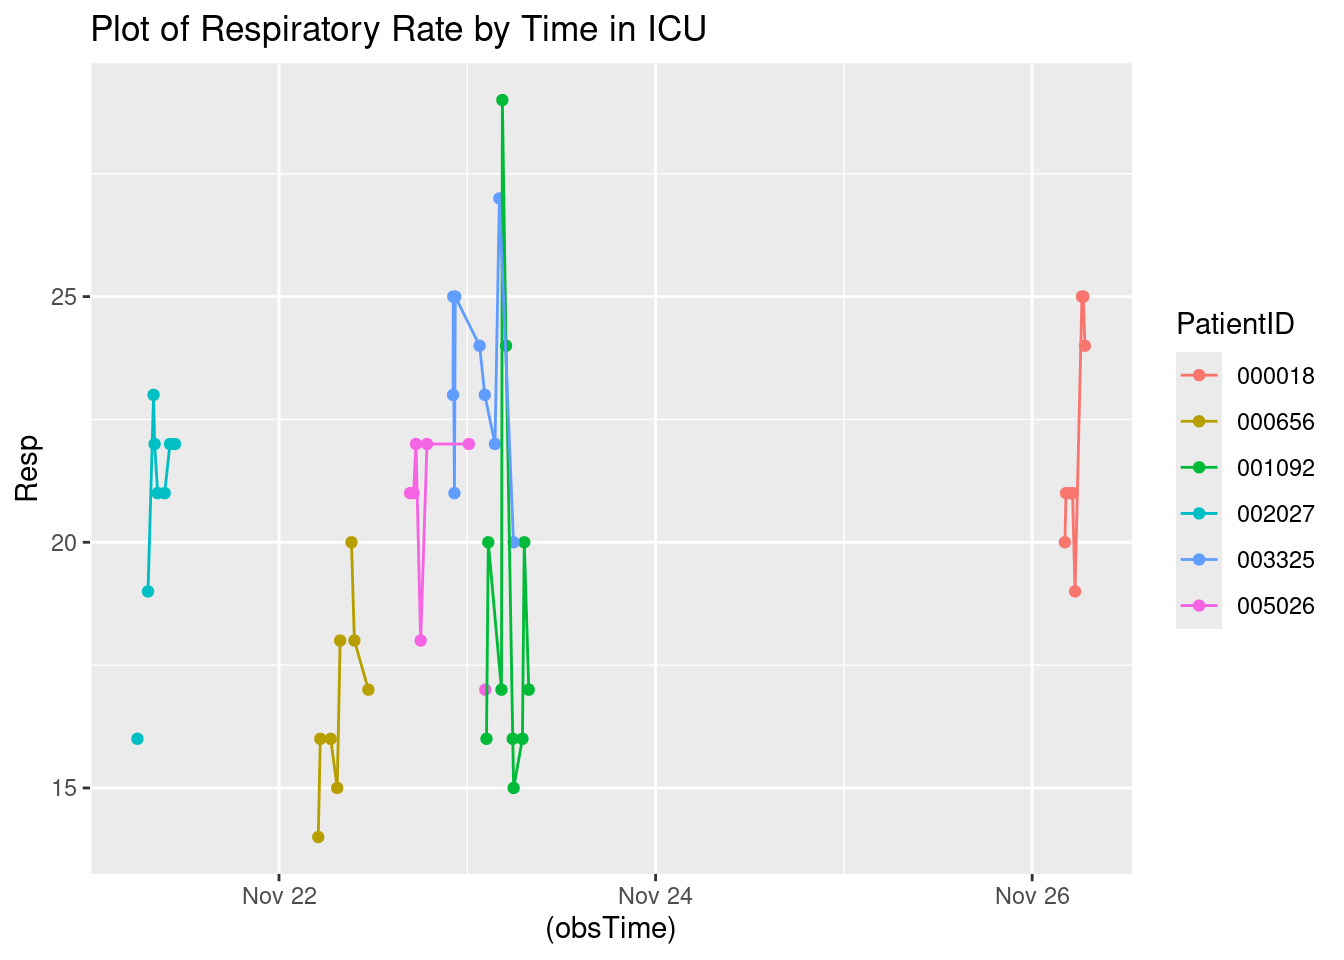 Plot of Respiratory Rate by Time in ICU
Resp
25
20
15
Nov 22
Nov 24
Nov 26
(obsTime)
PatientID
000018
000656
001092
002027
003325
005026